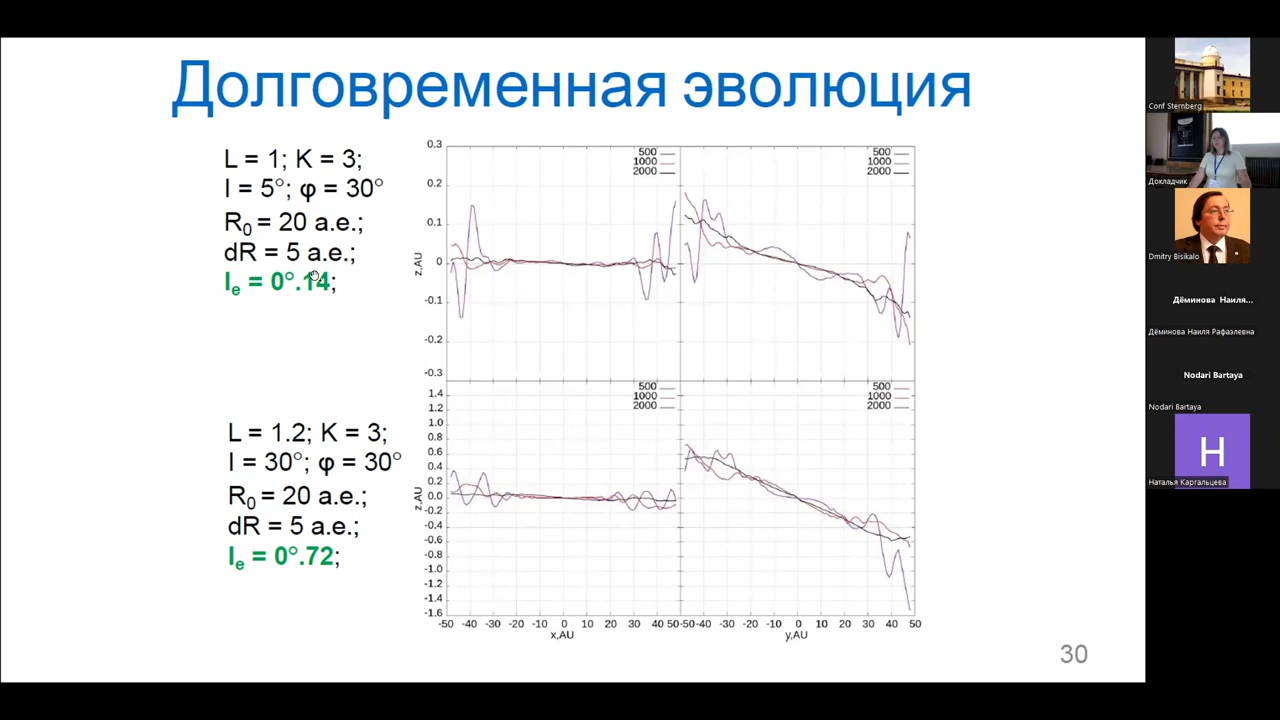 Долговременная эволюция
L = 1; K = 3;
I = 5°; φ = 30°
R₀ = 20 а.е.;
dR = 5 а.е.;
Iₑ = 0°.14;
L = 1.2; K = 3;
I = 30°; φ = 30°
R₀ = 20 а.е.;
dR = 5 а.е.;
Iₑ = 0°.72;
0.3
0.2
0.1
0
-0.1
-0.2
-0.3
z,AU
500
1000
2000
500
1000
2000
1.4
1.2
1.0
0.8
0.6
0.4
0.2
0.0
-0.2
-0.4
-0.6
-0.8
-1.0
-1.2
-1.4
-1.6
z,AU
500
1000
2000
500
1000
2000
-50 -40 -30 -20 -10 0 10 20 30 40 50
x,AU
-50 -40 -30 -20 -10 0 10 20 30 40 50
y,AU
30
Conf Sternberg
Докладчик
Dmitry Bisikalo
Дёминова Наиля...
Дёминова Наиля Рафаэлевна
Nodari Bartaya
Nodari Bartaya
Н
Наталья Каргальцева